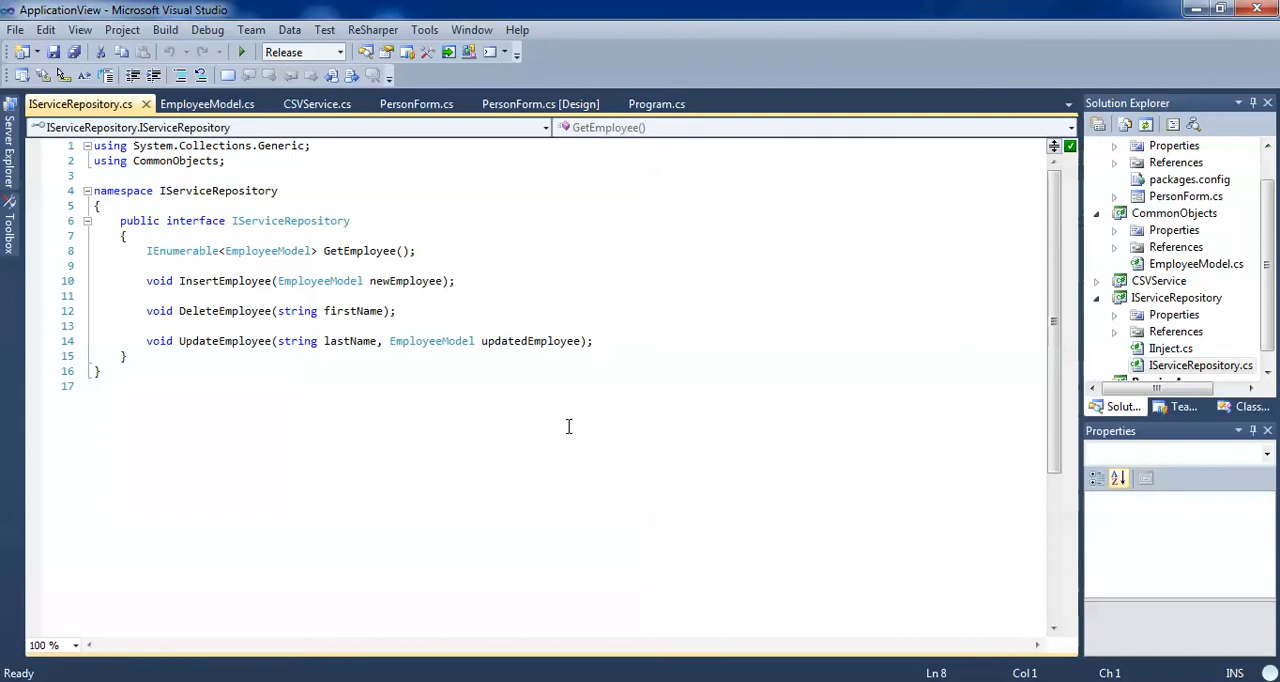 ApplicationView - Microsoft Visual Studio
File Edit View Project Build Debug Team Data Test ReSharper Tools Window Help
Release
IServiceRepository.cs EmployeeModel.cs CSVService.cs PersonForm.cs PersonForm.cs [Design] Program.cs
IServiceRepository.IServiceRepository GetEmployee()
Server Explorer
Toolbox
1 using System.Collections.Generic;
2 using CommonObjects;
3
4 namespace IServiceRepository
5 {
6 public interface IServiceRepository
7 {
8 IEnumerable<EmployeeModel> GetEmployee();
9
10 void InsertEmployee(EmployeeModel newEmployee);
11
12 void DeleteEmployee(string firstName);
13
14 void UpdateEmployee(string lastName, EmployeeModel updatedEmployee);
15 }
16 }
17
100 %
Solution Explorer
Properties
References
packages.config
PersonForm.cs
CommonObjects
Properties
References
EmployeeModel.cs
CSVService
IServiceRepository
Properties
References
IInject.cs
IServiceRepository.cs
Solut... Tea... Class...
Properties
Ready Ln 8 Col 1 Ch 1 INS